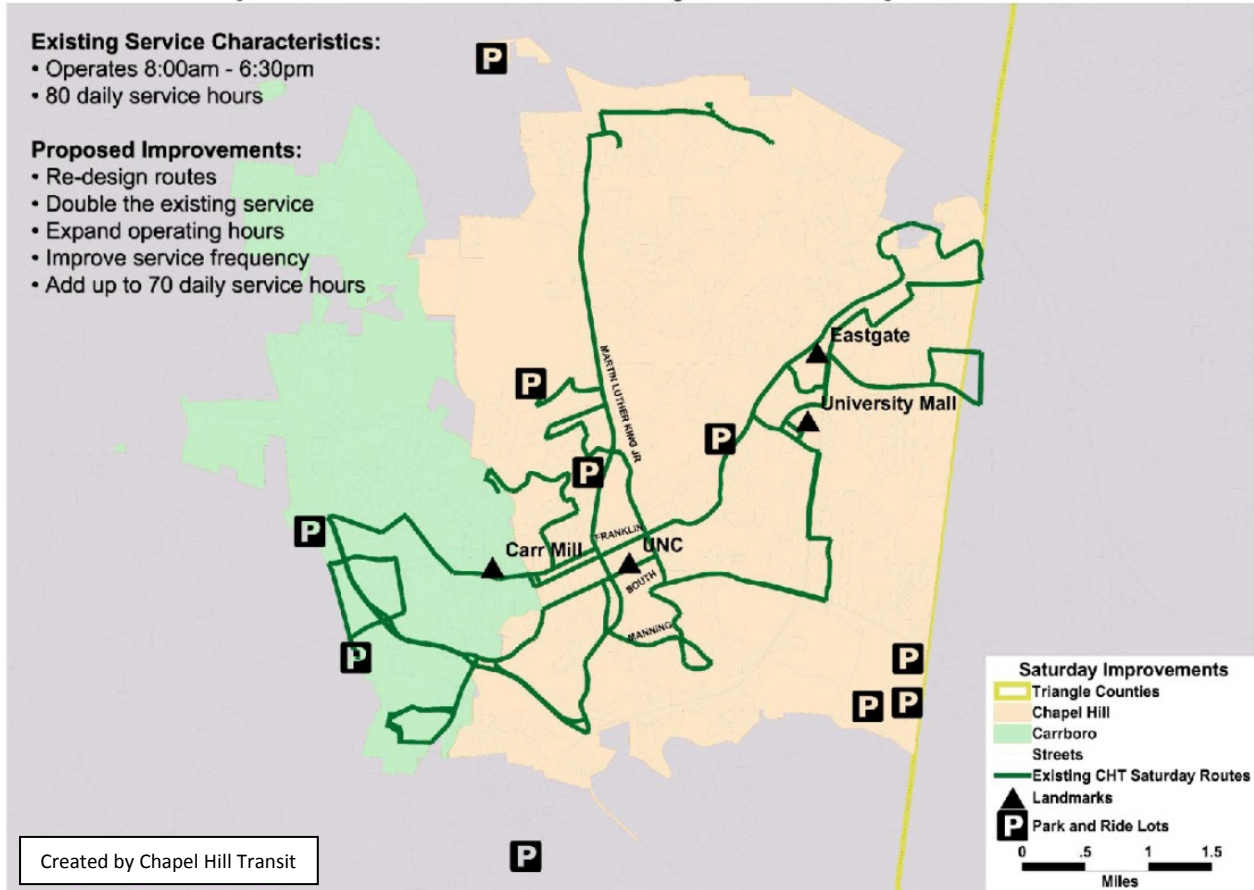 Existing Service Characteristics:
• Operates 8:00am - 6:30pm
• 80 daily service hours
Proposed Improvements:
• Re-design routes
• Double the existing service
• Expand operating hours
• Improve service frequency
• Add up to 70 daily service hours
P
Eastgate
MARTIN LUTHER KING JR
P
University Mall
P
P
P
Carr Mill
FRANKLIN
UNC
SOUTH
MANNING
P
P
P
P
P
Saturday Improvements
Triangle Counties
Chapel Hill
Carrboro
Streets
Existing CHT Saturday Routes
Landmarks
P Park and Ride Lots
0 .5 1 1.5
Miles
Created by Chapel Hill Transit